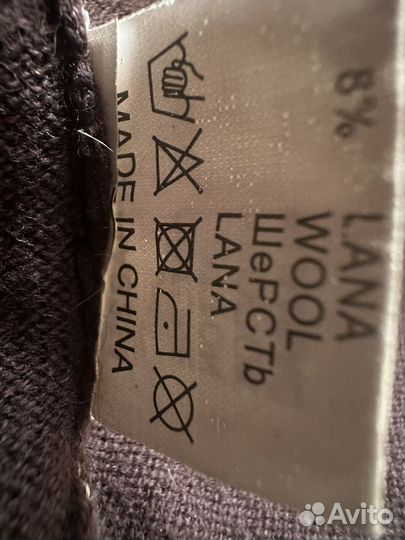 8%
LANA
WOOL
ШЕРСТЬ
LANA
MADE IN CHINA
Avito